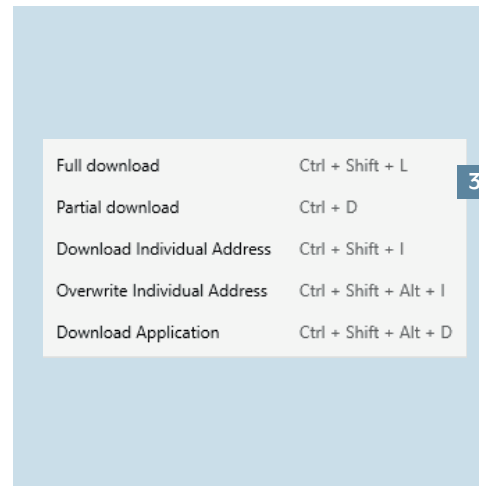 Full download Ctrl + Shift + L
3
Partial download Ctrl + D
Download Individual Address Ctrl + Shift + I
Overwrite Individual Address Ctrl + Shift + Alt + I
Download Application Ctrl + Shift + Alt + D